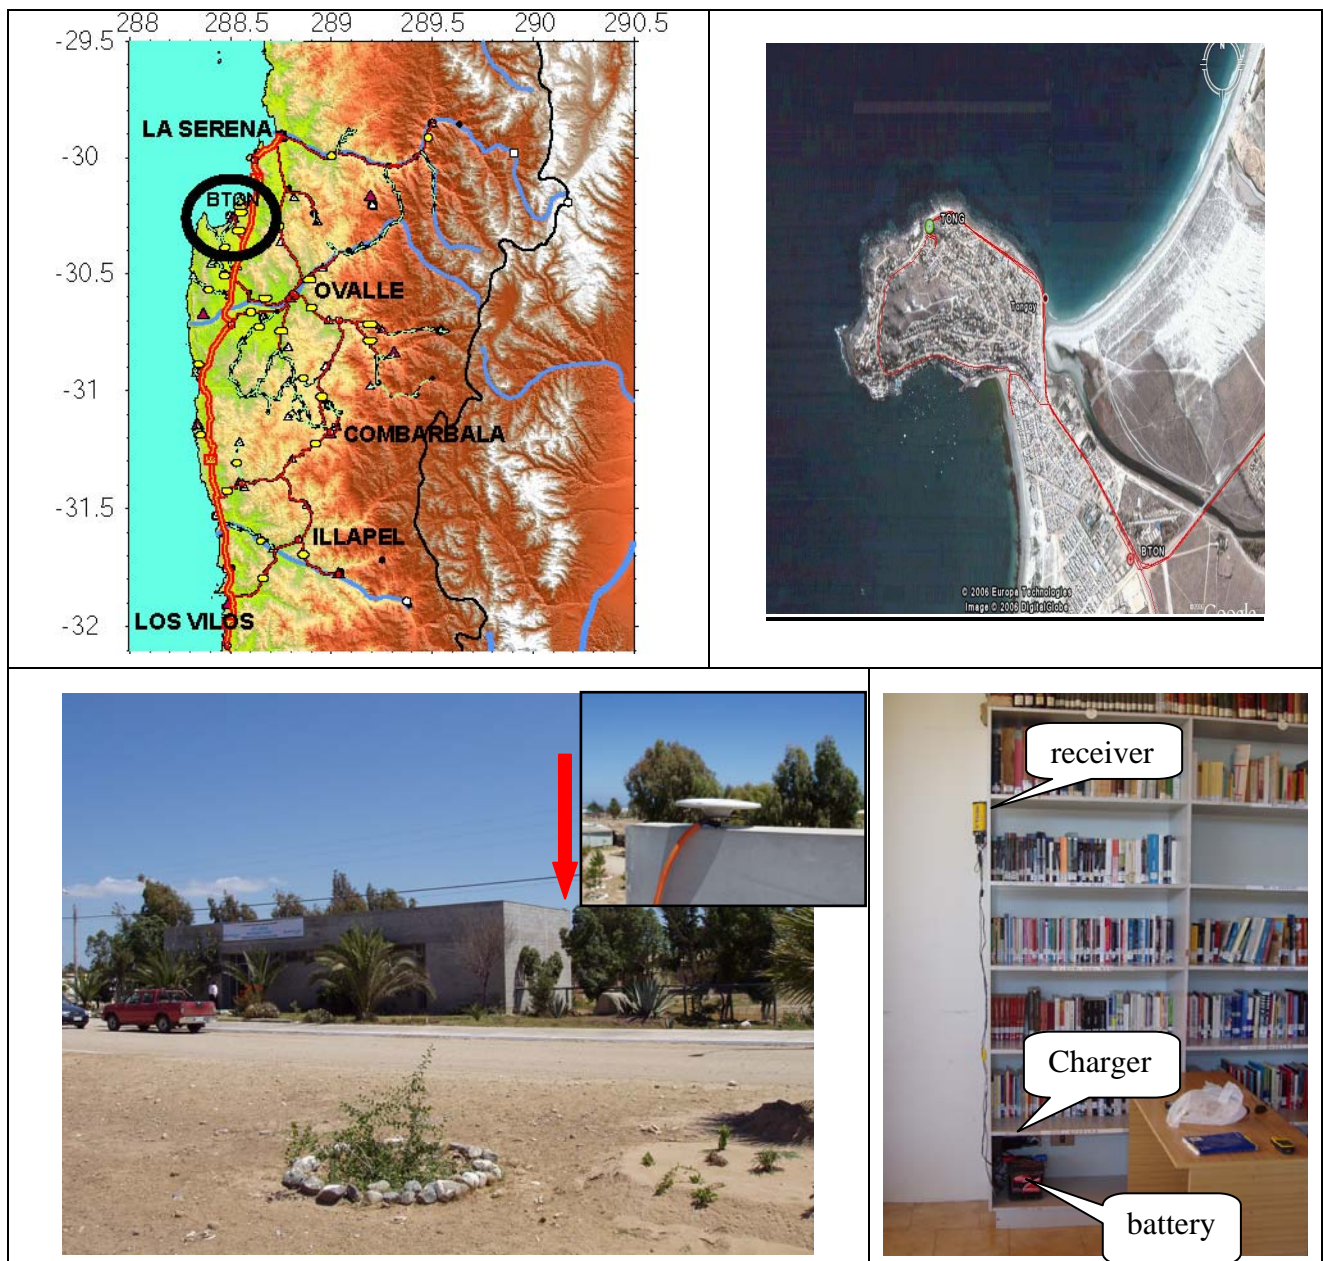 288 288.5 289 289.5 290 290.5
-29.5
LA SERENA
-30
BTON
-30.5
OVALLE
-31
COMBARBALA
-31.5
ILLAPEL
LOS VILOS
-32
N
TONG
Tongoy
BTON
© 2006 Europa Technologies
Image © 2006 DigitalGlobe
Google
receiver
Charger
battery